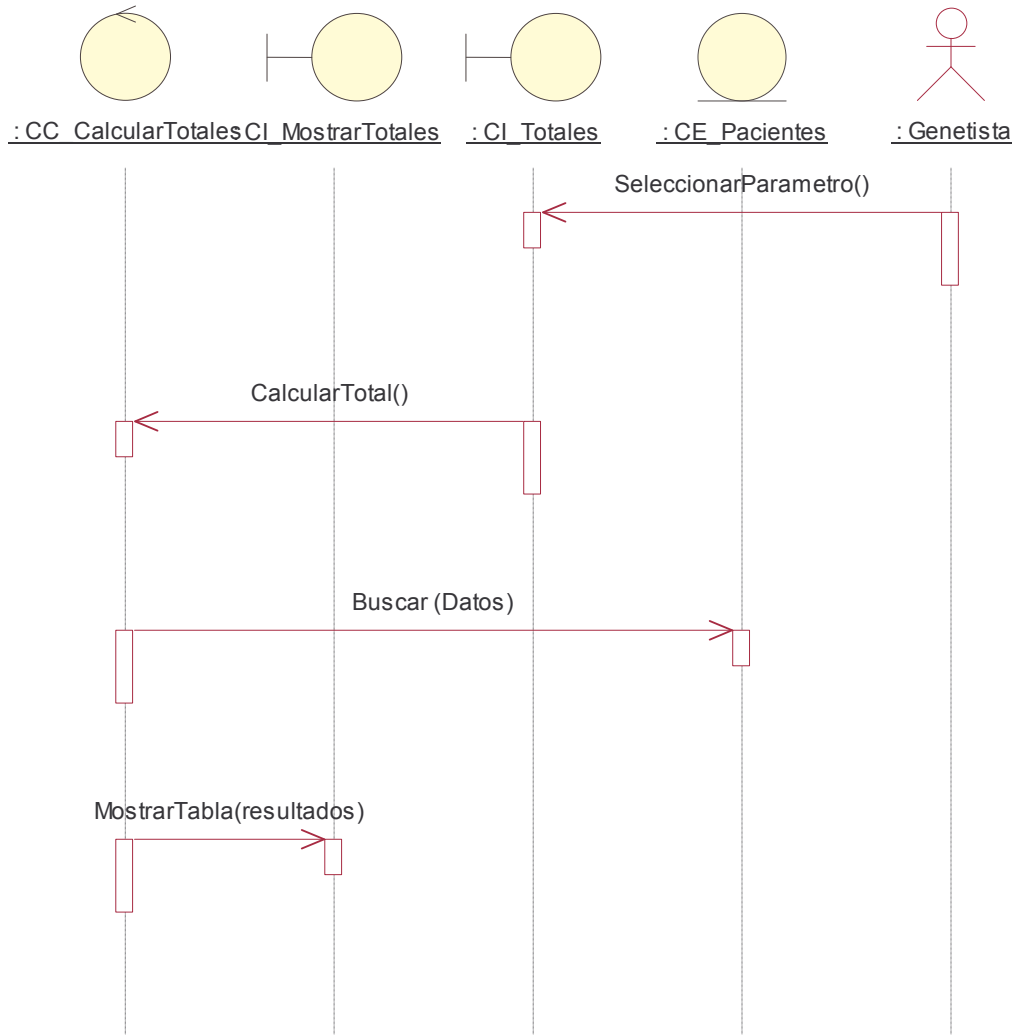 : CC_CalcularTotales
CI_MostrarTotales
: CI_Totales
: CE_Pacientes
: Genetista
SeleccionarParametro()
CalcularTotal()
Buscar (Datos)
MostrarTabla(resultados)